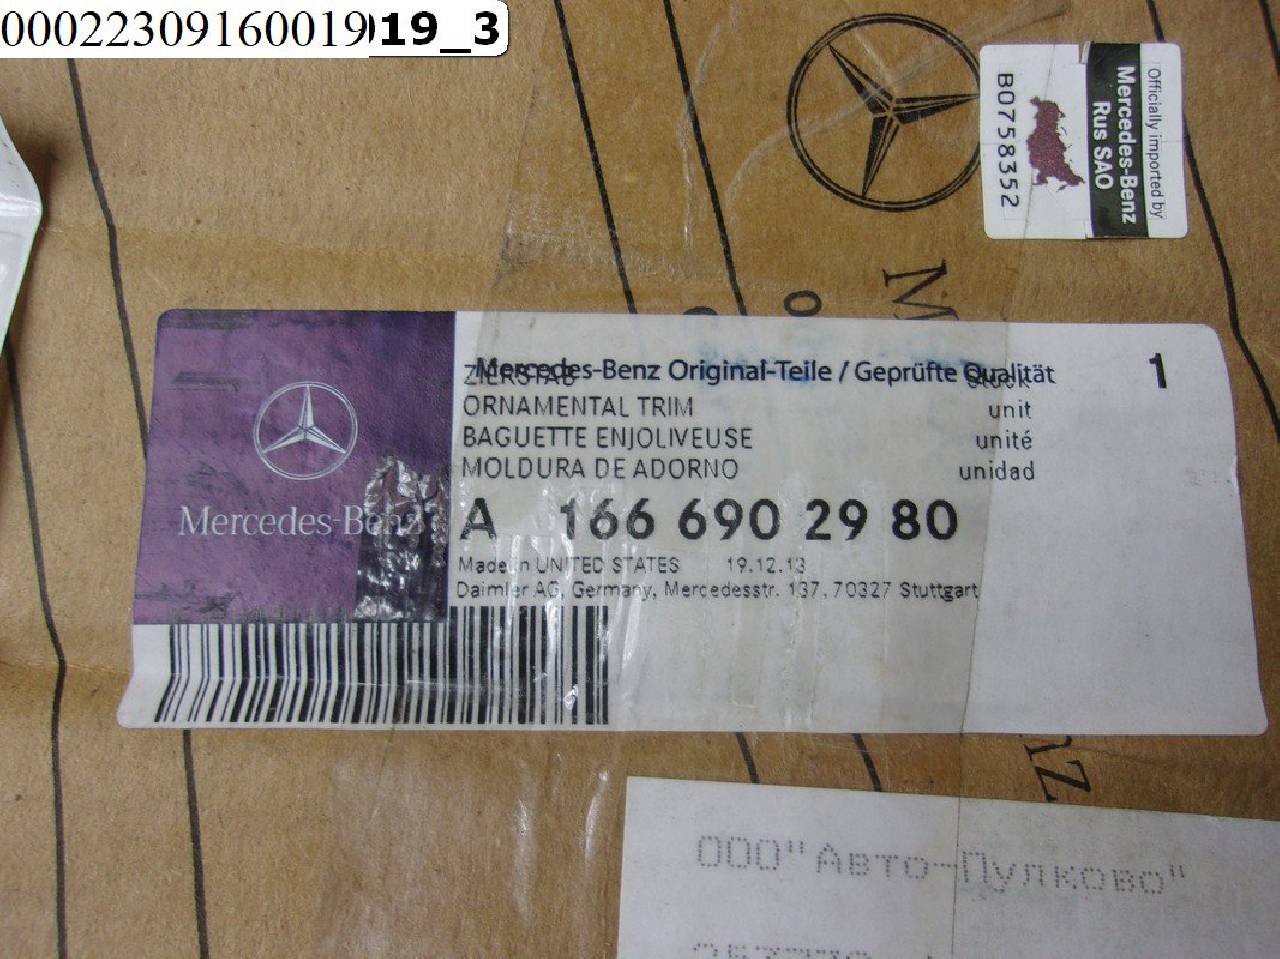 00022309160019
019_3
Officially imported by
Mercedes-Benz
Rus SAO
B0758352
Mercedes-Benz Original-Teile / Geprüfte Qualität
1
ZIERSTAB
ORNAMENTAL TRIM
unit
BAGUETTE ENJOLIVEUSE
unité
MOLDURA DE ADORNO
unidad
Mercedes-Benz
A 166 690 29 80
Made in UNITED STATES 19.12.13
Daimler AG, Germany, Mercedesstr. 137, 70327 Stuttgart
ООО"Авто-Пулково"